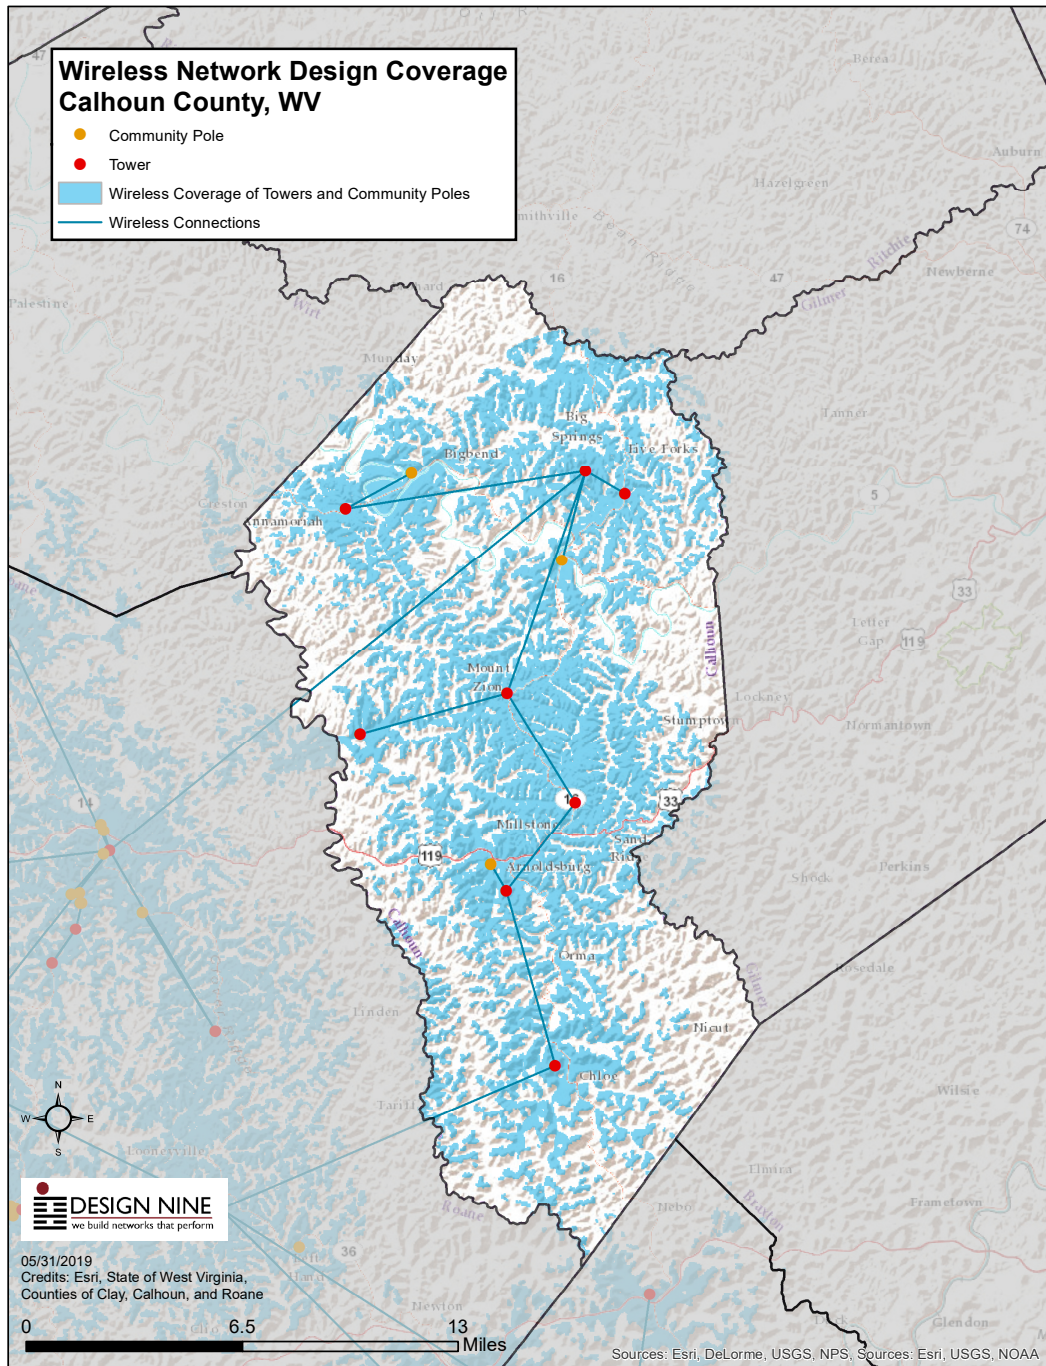 Wireless Network Design Coverage
Calhoun County, WV
Community Pole
Tower
Wireless Coverage of Towers and Community Poles
Wireless Connections
47
Berea
Auburn
Hazelgreen
74
Ritchie
Newberne
16
47
Gilmer
Palestine
Wirt
Munday
Tanner
Big
Springs
Five Forks
Bigbend
Creston
Annamoriah
5
33
Letter
Gap
119
Calhoun
Mount
Zion
Lockney
Stumptown
Normantown
14
33
Millstone
Sand
119
Arnoldsburg
Perkins
Shock
Calhoun
Orma
Rosedale
Gilmer
Linden
Nicut
Chloe
Wilsie
N
W
E
S
Looneyville
Elmira
Frametown
Nebo
Braxton
Roane
DESIGN NINE
we build networks that perform
36
05/31/2019
Credits: Esri, State of West Virginia,
Counties of Clay, Calhoun, and Roane
Newton
Glendon
0
6.5
13
Miles
Sources: Esri, DeLorme, USGS, NPS, Sources: Esri, USGS, NOAA